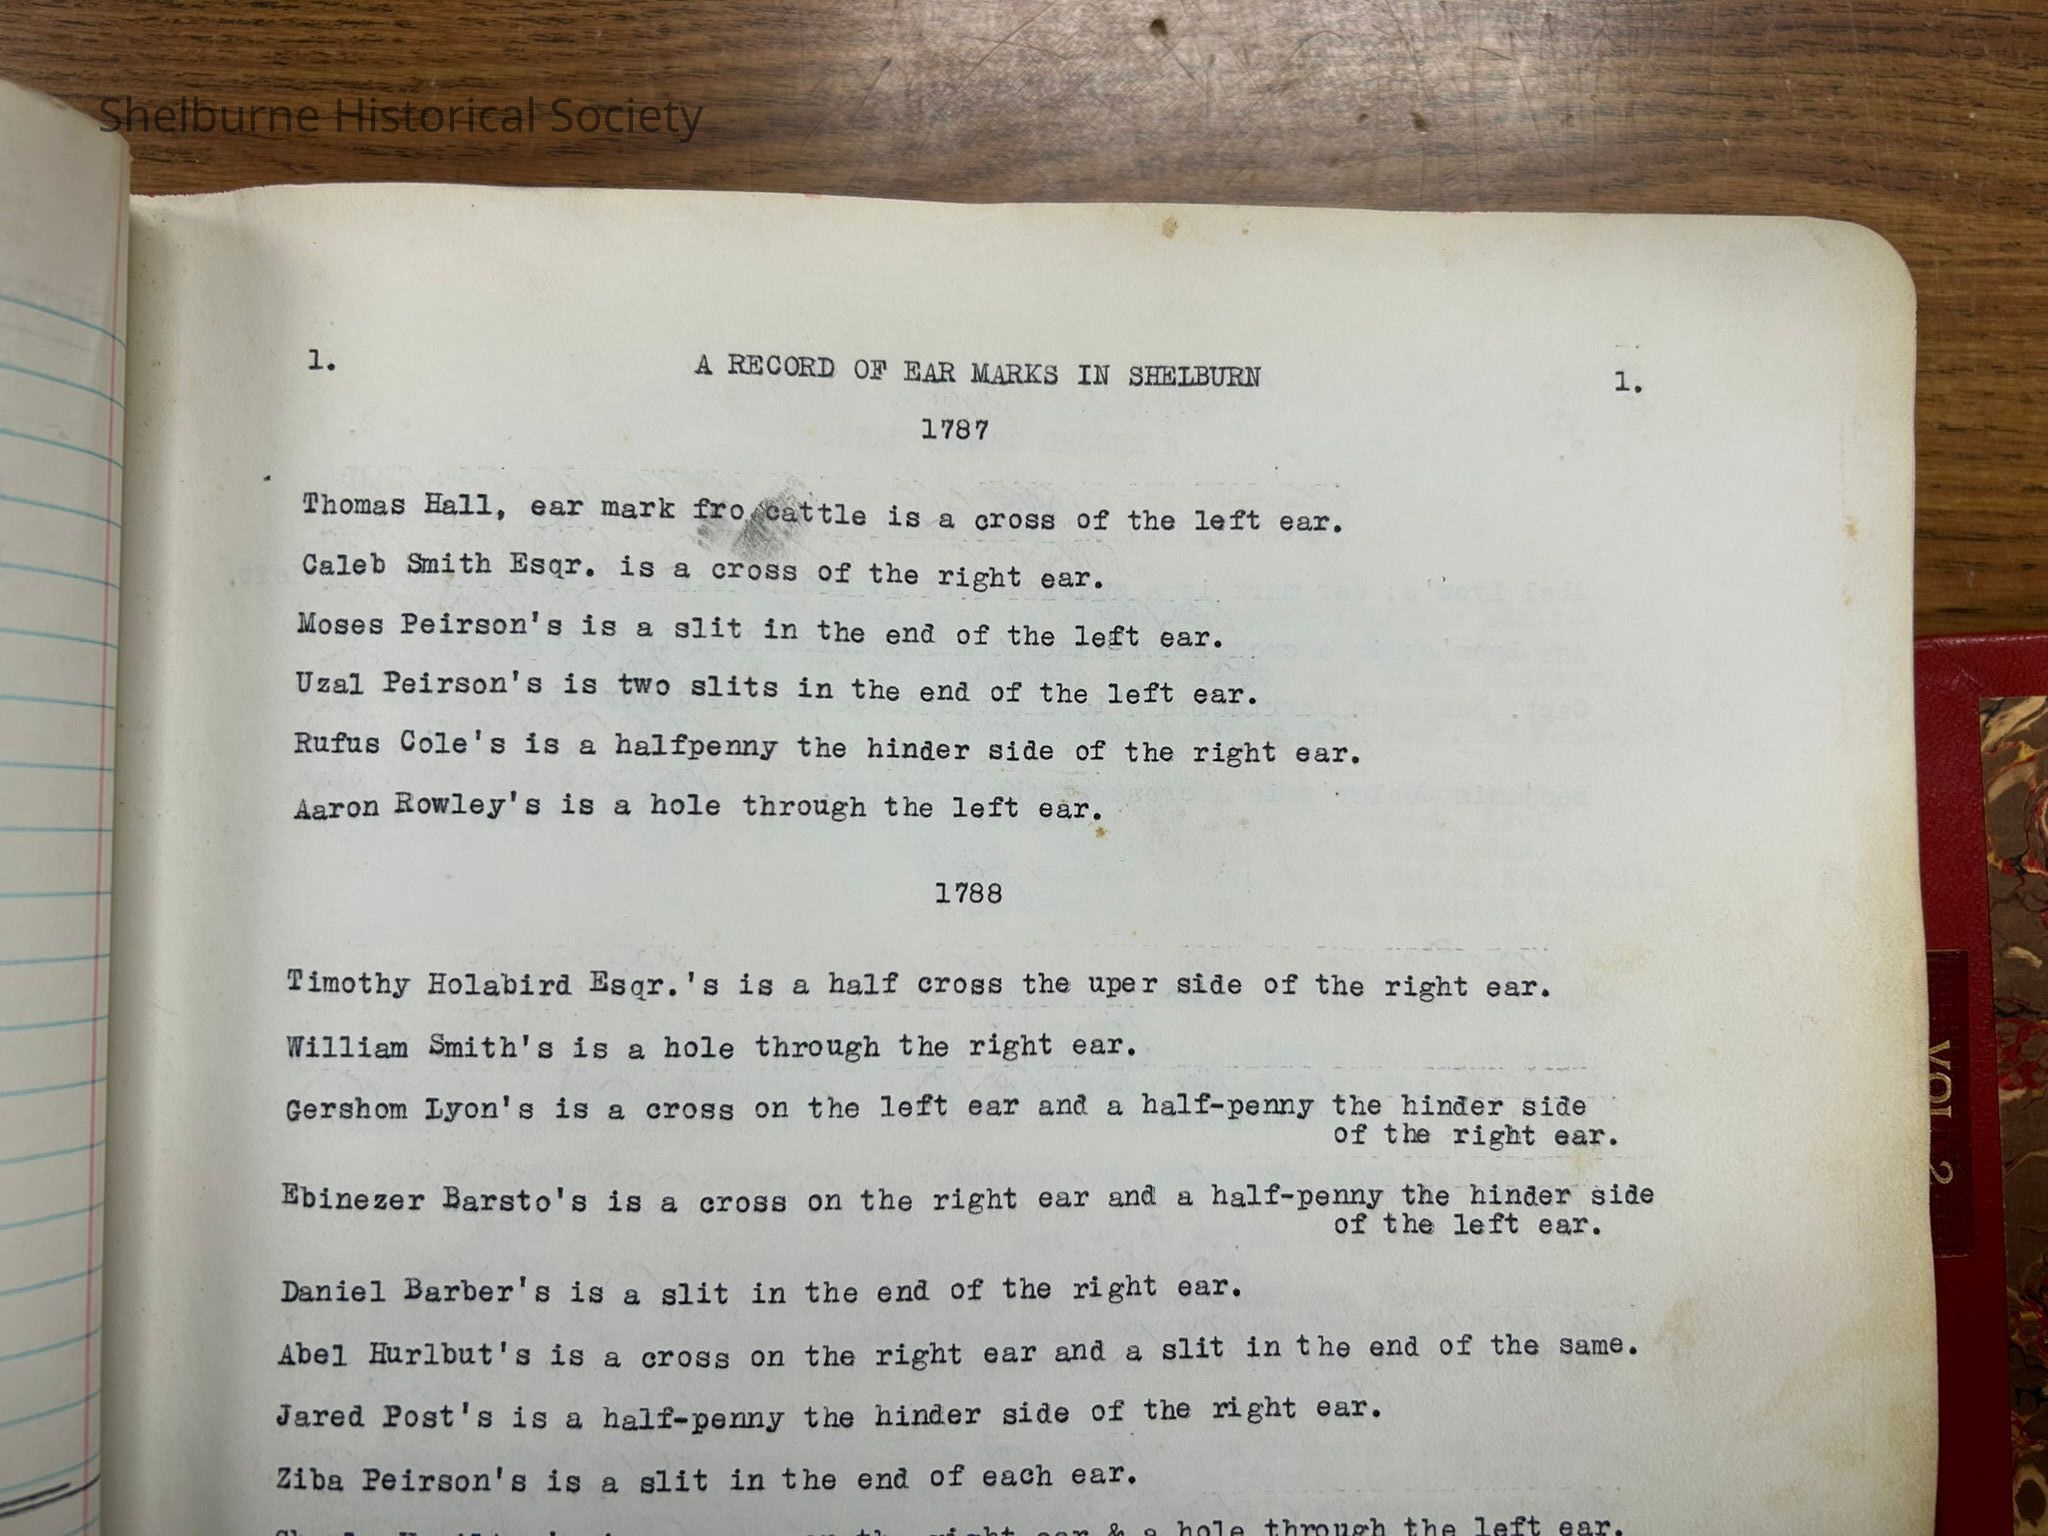 Shelburne Historical Society
1. A RECORD OF EAR MARKS IN SHELBURN 1.
1787
Thomas Hall, ear mark fro cattle is a cross of the left ear.
Caleb Smith Esqr. is a cross of the right ear.
Moses Peirson's is a slit in the end of the left ear.
Uzal Peirson's is two slits in the end of the left ear.
Rufus Cole's is a halfpenny the hinder side of the right ear.
Aaron Rowley's is a hole through the left ear.
1788
Timothy Holabird Esqr.'s is a half cross the uper side of the right ear.
William Smith's is a hole through the right ear.
Gershom Lyon's is a cross on the left ear and a half-penny the hinder side
of the right ear.
Ebinezer Barsto's is a cross on the right ear and a half-penny the hinder side
of the left ear.
Daniel Barber's is a slit in the end of the right ear.
Abel Hurlbut's is a cross on the right ear and a slit in the end of the same.
Jared Post's is a half-penny the hinder side of the right ear.
Ziba Peirson's is a slit in the end of each ear.
right ear & a hole through the left ear.
VOL. 2